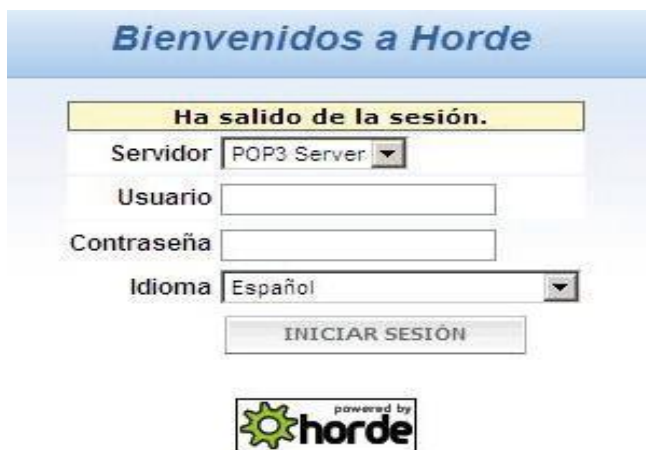 Bienvenidos a Horde
Ha salido de la sesión.
Servidor POP3 Server
Usuario
Contraseña
Idioma Español
INICIAR SESIÓN
powered by
horde